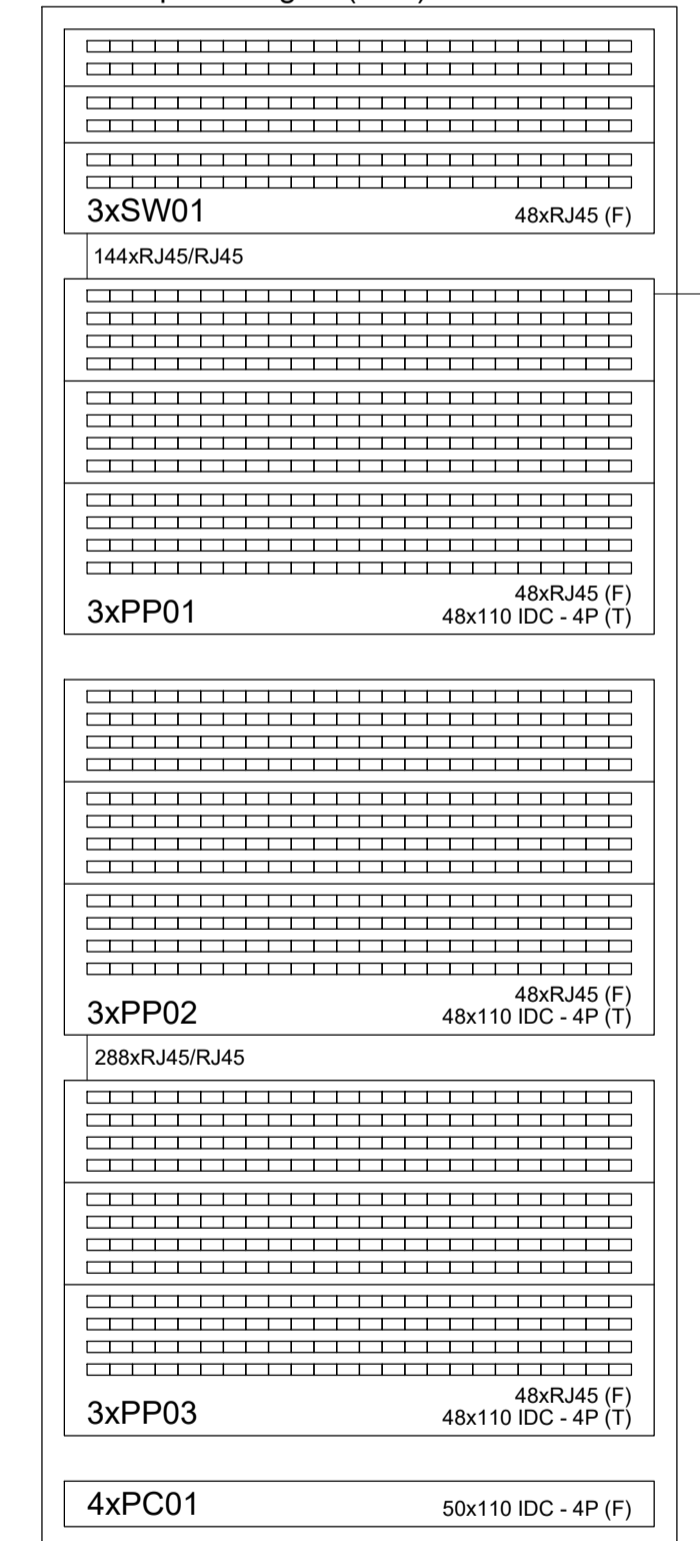 3xSW01
48xRJ45 (F)
144xRJ45/RJ45
48xRJ45 (F)
3xPP01
48x110 IDC - 4P (T)
48xRJ45 (F)
3xPP02
48x110 IDC - 4P (T)
288xRJ45/RJ45
48xRJ45 (F)
3xPP03
48x110 IDC - 4P (T)
4xPC01
50x110 IDC - 4P (F)